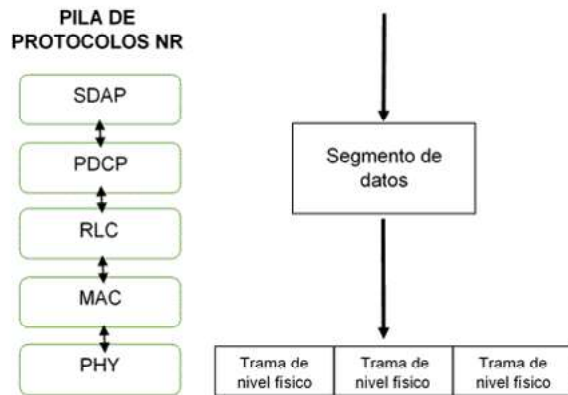 PILA DE
PROTOCOLOS NR
SDAP
PDCP
RLC
MAC
PHY
Segmento de
datos
Trama de
nivel físico
Trama de
nivel físico
Trama de
nivel físico